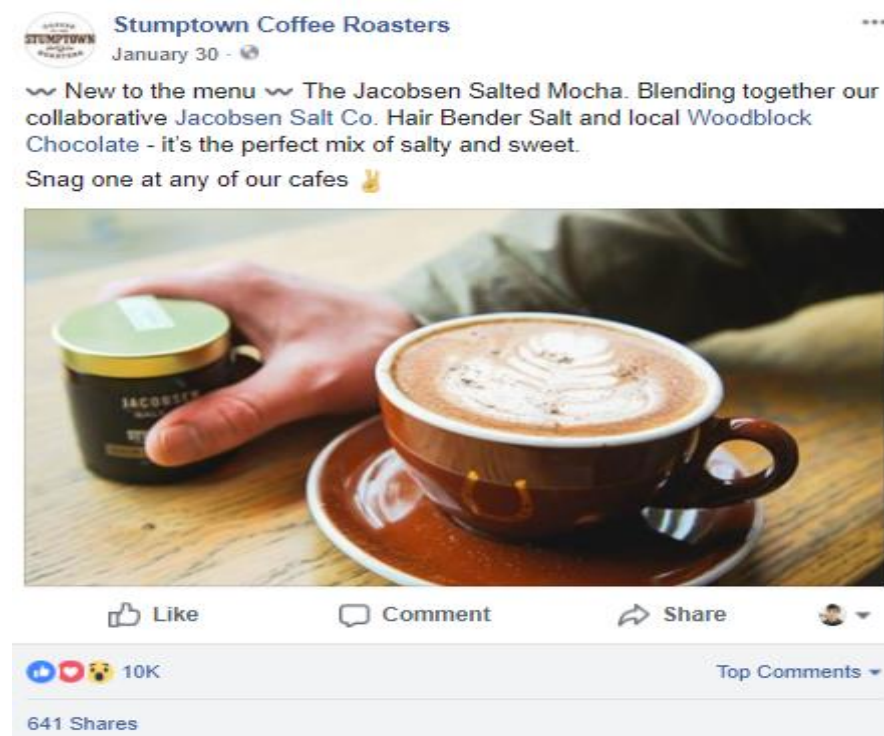 STUMPTOWN
ROASTERS
Stumptown Coffee Roasters
January 30 ·
〰 New to the menu 〰 The Jacobsen Salted Mocha. Blending together our
collaborative Jacobsen Salt Co. Hair Bender Salt and local Woodblock
Chocolate - it's the perfect mix of salty and sweet.
Snag one at any of our cafes ✌
JACOBSEN
Like Comment Share
10K Top Comments
641 Shares